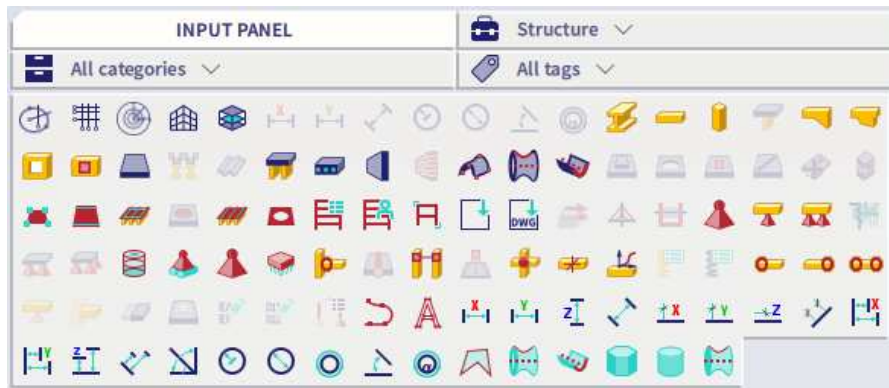 INPUT PANEL
Structure
All categories
All tags
X
Y
DWG
X
Y
Z
X
Y
Z
X
Y
Z